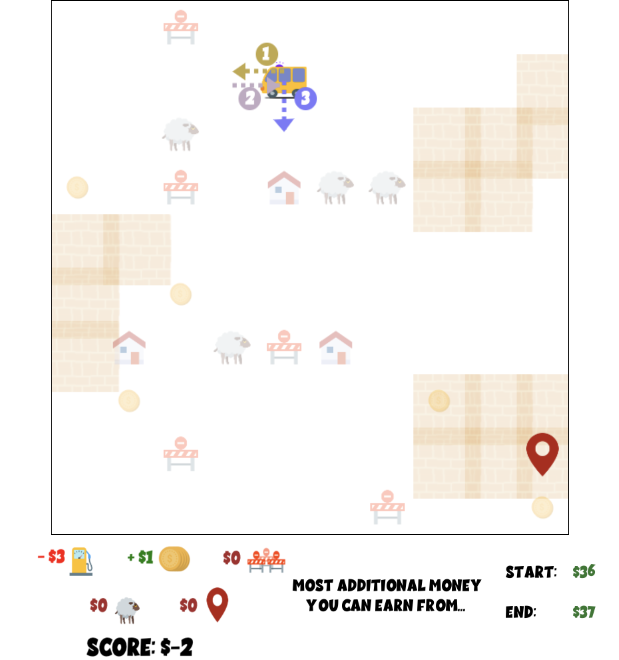 1
2
3
- $3
+ $1
$0
$0
$0
MOST ADDITIONAL MONEY
YOU CAN EARN FROM...
START: $36
END: $37
SCORE: $-2